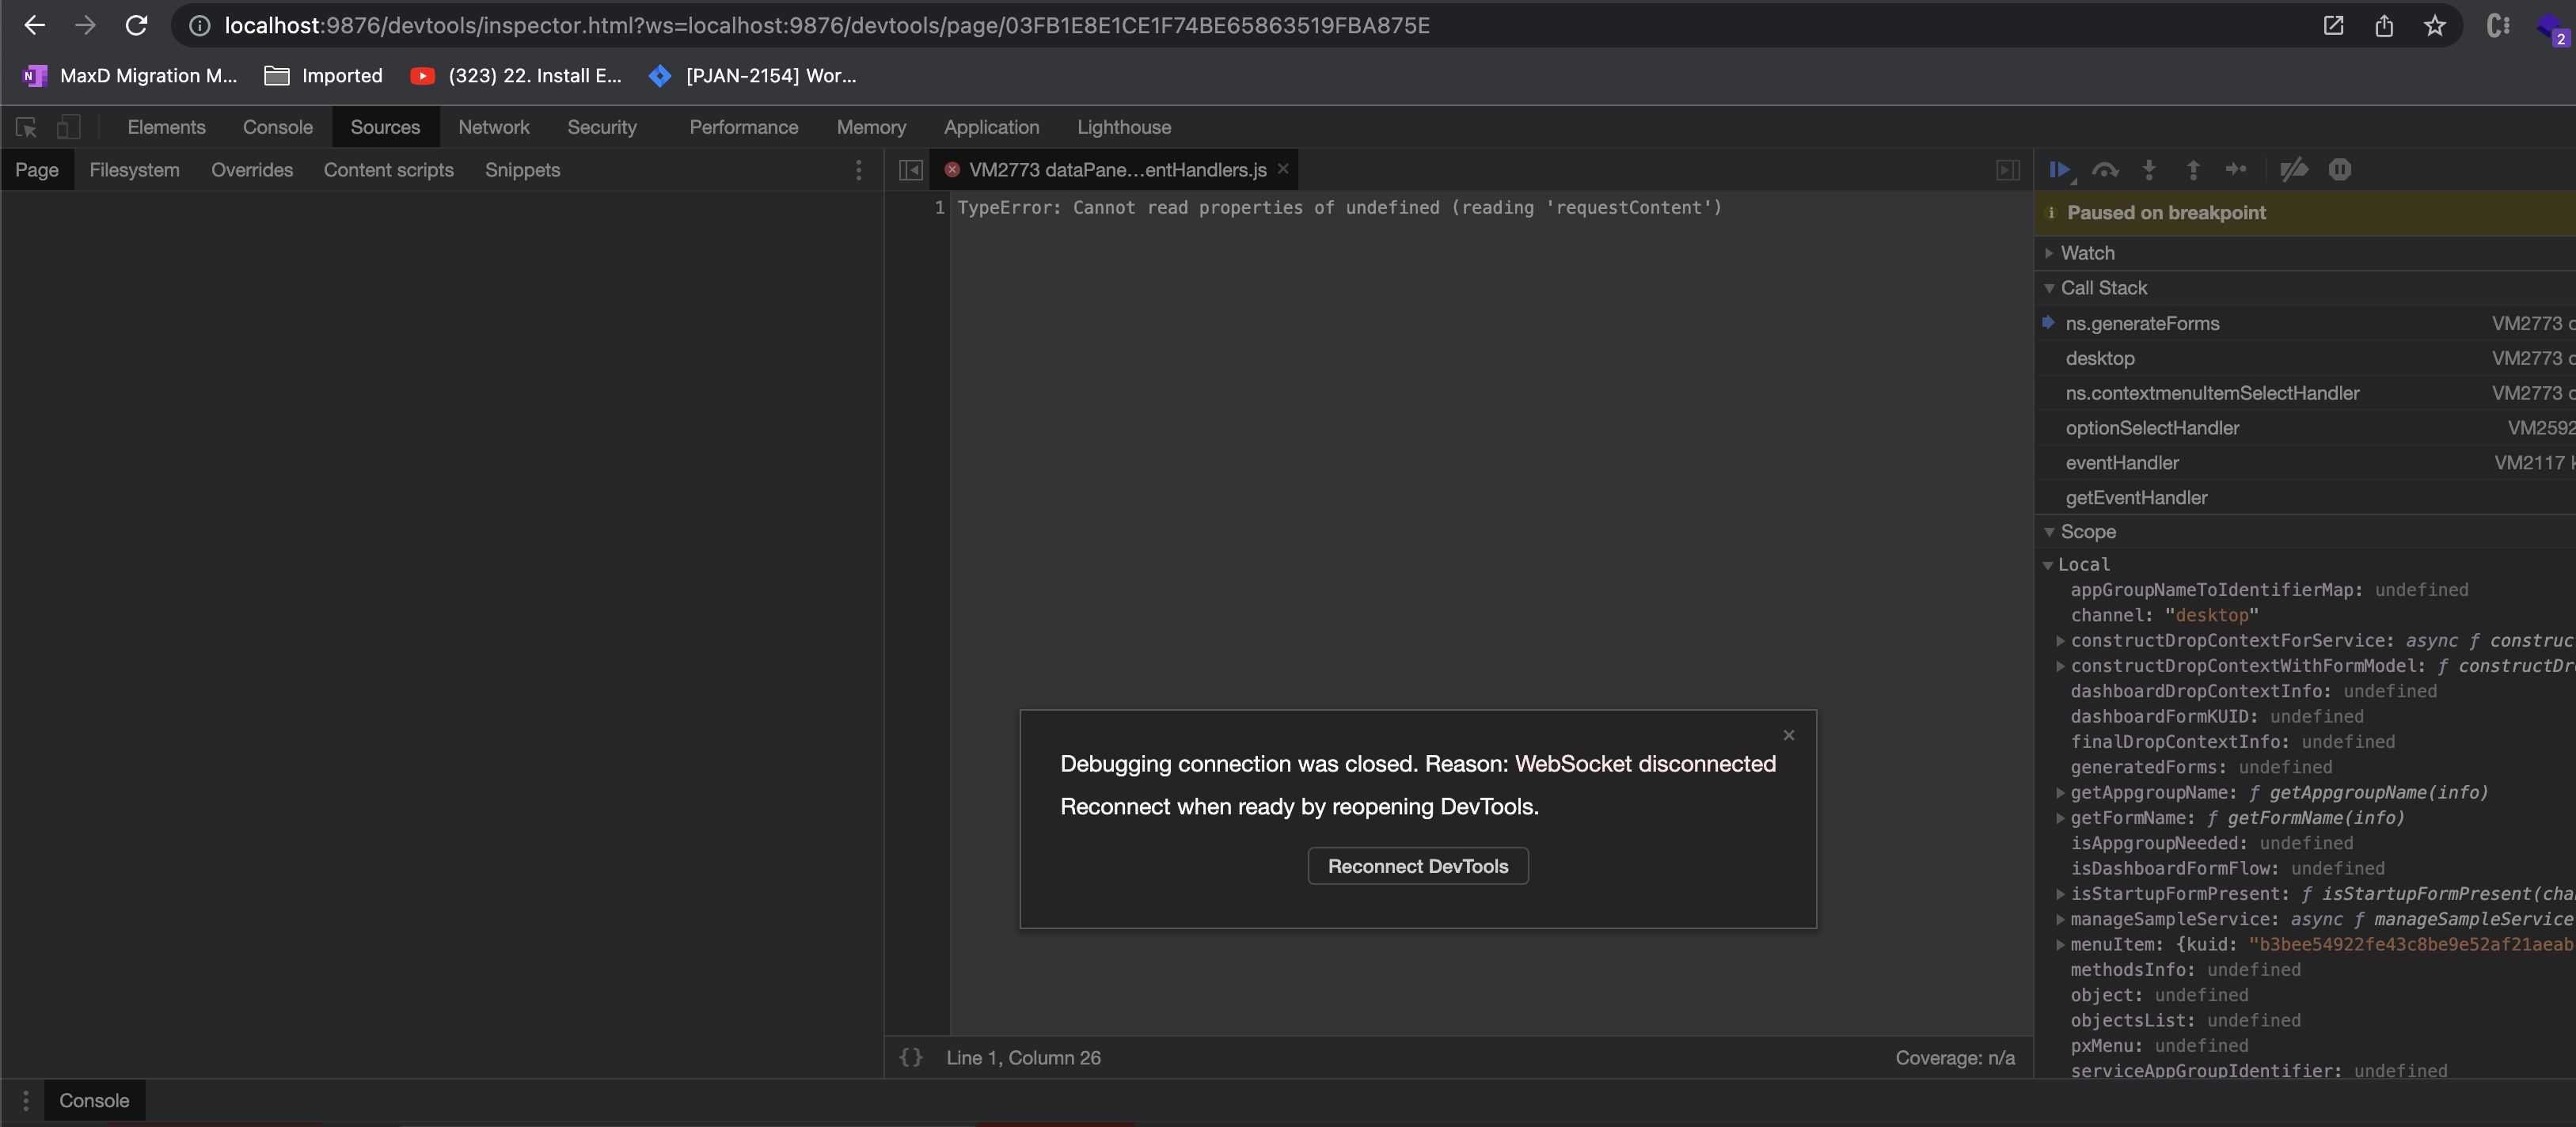 localhost:9876/devtools/inspector.html?ws=localhost:9876/devtools/page/03FB1E8E1CE1F74BE65863519FBA875E
2
N MaxD Migration M... Imported (323) 22. Install E... [PJAN-2154] Wor...
Elements Console Sources Network Security Performance Memory Application Lighthouse
Page Filesystem Overrides Content scripts Snippets
VM2773 dataPane...entHandlers.js
1 TypeError: Cannot read properties of undefined (reading 'requestContent')
Debugging connection was closed. Reason: WebSocket disconnected
Reconnect when ready by reopening DevTools.
Reconnect DevTools
{} Line 1, Column 26 Coverage: n/a
Paused on breakpoint
Watch
Call Stack
ns.generateForms VM2773
desktop VM2773
ns.contextmenuItemSelectHandler VM2773
optionSelectHandler VM2592
eventHandler VM2117
getEventHandler
Scope
Local
appGroupNameToIdentifierMap: undefined
channel: "desktop"
constructDropContextForService: async ƒ construc
constructDropContextWithFormModel: ƒ constructDr
dashboardDropContextInfo: undefined
dashboardFormKUID: undefined
finalDropContextInfo: undefined
generatedForms: undefined
getAppgroupName: ƒ getAppgroupName(info)
getFormName: ƒ getFormName(info)
isAppgroupNeeded: undefined
isDashboardFormFlow: undefined
isStartupFormPresent: ƒ isStartupFormPresent(cha
manageSampleService: async ƒ manageSampleService
menuItem: {kuid: "b3bee54922fe43c8be9e52af21aeab
methodsInfo: undefined
object: undefined
objectsList: undefined
pxMenu: undefined
serviceAppGroupIdentifier: undefined
Console